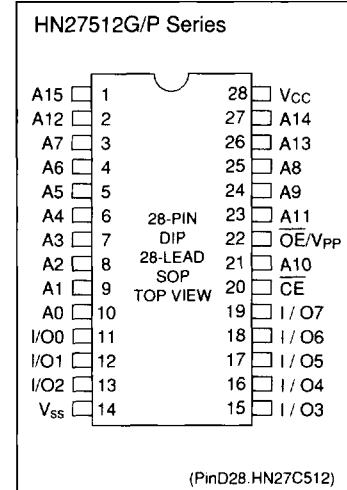 HN27512G/P Series
A15 1 28 VCC
A12 2 27 A14
A7 3 26 A13
A6 4 25 A8
A5 5 24 A9
A4 6 28-PIN 23 A11
A3 7 DIP 22 OE/VPP
A2 8 28-LEAD 21 A10
A1 9 SOP 20 CE
A0 10 TOP VIEW 19 I/O7
I/O0 11 18 I/O6
I/O1 12 17 I/O5
I/O2 13 16 I/O4
Vss 14 15 I/O3
(PinD28.HN27C512)